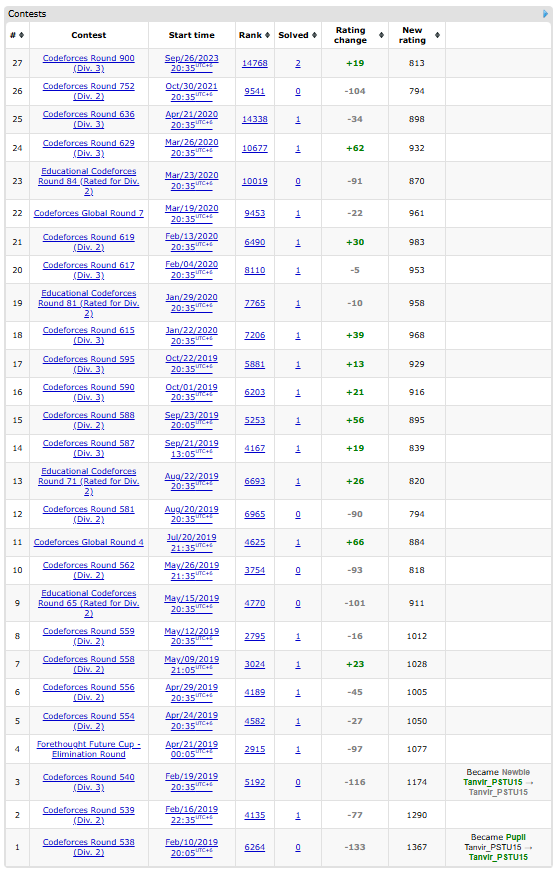 Contests
# Contest Start time Rank Solved Rating change New rating
27 Codeforces Round 900 (Div. 3) Sep/26/2023 20:35 UTC+6 14768 2 +19 813
26 Codeforces Round 752 (Div. 2) Oct/30/2021 20:35 UTC+6 9541 0 -104 794
25 Codeforces Round 636 (Div. 3) Apr/21/2020 20:35 UTC+6 14338 1 -34 898
24 Codeforces Round 629 (Div. 3) Mar/26/2020 20:35 UTC+6 10677 1 +62 932
23 Educational Codeforces Round 84 (Rated for Div. 2) Mar/23/2020 20:35 UTC+6 10019 0 -91 870
22 Codeforces Global Round 7 Mar/19/2020 20:35 UTC+6 9453 1 -22 961
21 Codeforces Round 619 (Div. 2) Feb/13/2020 20:35 UTC+6 6490 1 +30 983
20 Codeforces Round 617 (Div. 3) Feb/04/2020 20:35 UTC+6 8110 1 -5 953
19 Educational Codeforces Round 81 (Rated for Div. 2) Jan/29/2020 20:35 UTC+6 7765 1 -10 958
18 Codeforces Round 615 (Div. 3) Jan/22/2020 20:35 UTC+6 7206 1 +39 968
17 Codeforces Round 595 (Div. 3) Oct/22/2019 20:35 UTC+6 5881 1 +13 929
16 Codeforces Round 590 (Div. 3) Oct/01/2019 20:35 UTC+6 6203 1 +21 916
15 Codeforces Round 588 (Div. 2) Sep/23/2019 20:05 UTC+6 5253 1 +56 895
14 Codeforces Round 587 (Div. 3) Sep/21/2019 13:05 UTC+6 4167 1 +19 839
13 Educational Codeforces Round 71 (Rated for Div. 2) Aug/22/2019 20:35 UTC+6 6693 1 +26 820
12 Codeforces Round 581 (Div. 2) Aug/20/2019 20:35 UTC+6 6965 0 -90 794
11 Codeforces Global Round 4 Jul/20/2019 21:35 UTC+6 4625 1 +66 884
10 Codeforces Round 562 (Div. 2) May/26/2019 21:35 UTC+6 3754 0 -93 818
9 Educational Codeforces Round 65 (Rated for Div. 2) May/15/2019 20:35 UTC+6 4770 0 -101 911
8 Codeforces Round 559 (Div. 2) May/12/2019 20:35 UTC+6 2795 1 -16 1012
7 Codeforces Round 558 (Div. 2) May/09/2019 21:05 UTC+6 3024 1 +23 1028
6 Codeforces Round 556 (Div. 2) Apr/29/2019 20:35 UTC+6 4189 1 -45 1005
5 Codeforces Round 554 (Div. 2) Apr/24/2019 20:35 UTC+6 4582 1 -27 1050
4 Forethought Future Cup - Elimination Round Apr/21/2019 00:05 UTC+6 2915 1 -97 1077
3 Codeforces Round 540 (Div. 3) Feb/19/2019 20:35 UTC+6 5192 0 -116 1174 Became Newbie Tanvir_PSTU15 → Tanvir_PSTU15
2 Codeforces Round 539 (Div. 2) Feb/16/2019 22:35 UTC+6 4135 1 -77 1290
1 Codeforces Round 538 (Div. 2) Feb/10/2019 20:05 UTC+6 6264 0 -133 1367 Became Pupil Tanvir_PSTU15 → Tanvir_PSTU15